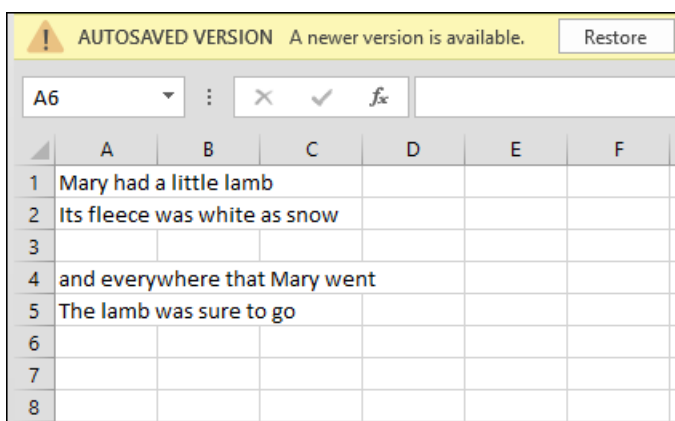 AUTOSAVED VERSION A newer version is available. Restore
A6 fx
A B C D E F
1 Mary had a little lamb
2 Its fleece was white as snow
3
4 and everywhere that Mary went
5 The lamb was sure to go
6
7
8